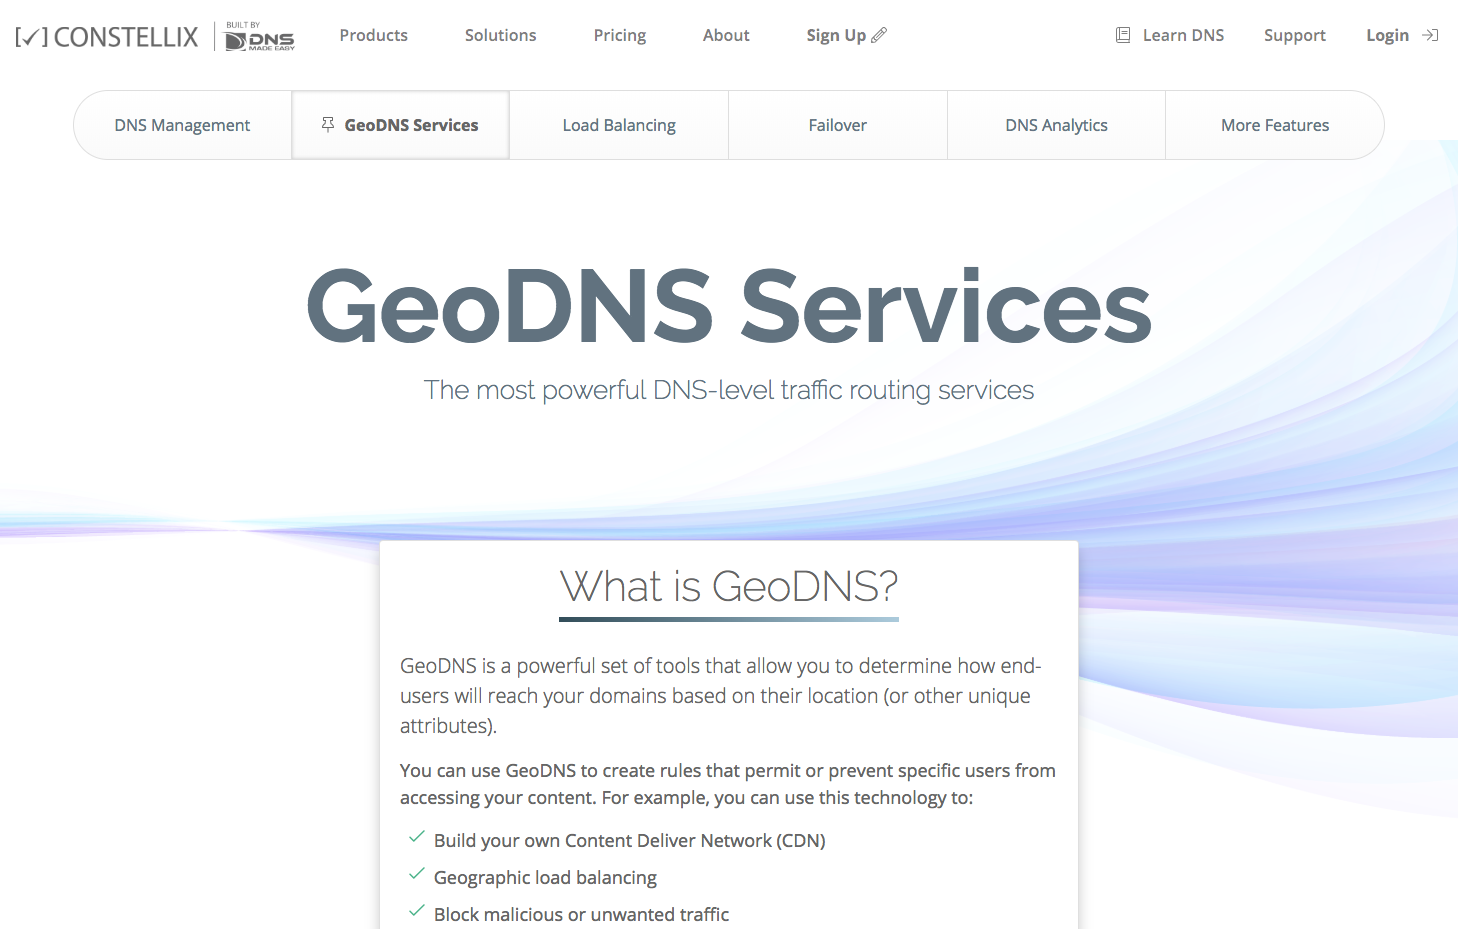 [✓] CONSTELLIX
BUILT BY
DNS
MADE EASY
Products
Solutions
Pricing
About
Sign Up
Learn DNS
Support
Login
DNS Management
GeoDNS Services
Load Balancing
Failover
DNS Analytics
More Features
GeoDNS Services
The most powerful DNS-level traffic routing services
What is GeoDNS?
GeoDNS is a powerful set of tools that allow you to determine how end-
users will reach your domains based on their location (or other unique
attributes).
You can use GeoDNS to create rules that permit or prevent specific users from
accessing your content. For example, you can use this technology to:
Build your own Content Deliver Network (CDN)
Geographic load balancing
Block malicious or unwanted traffic